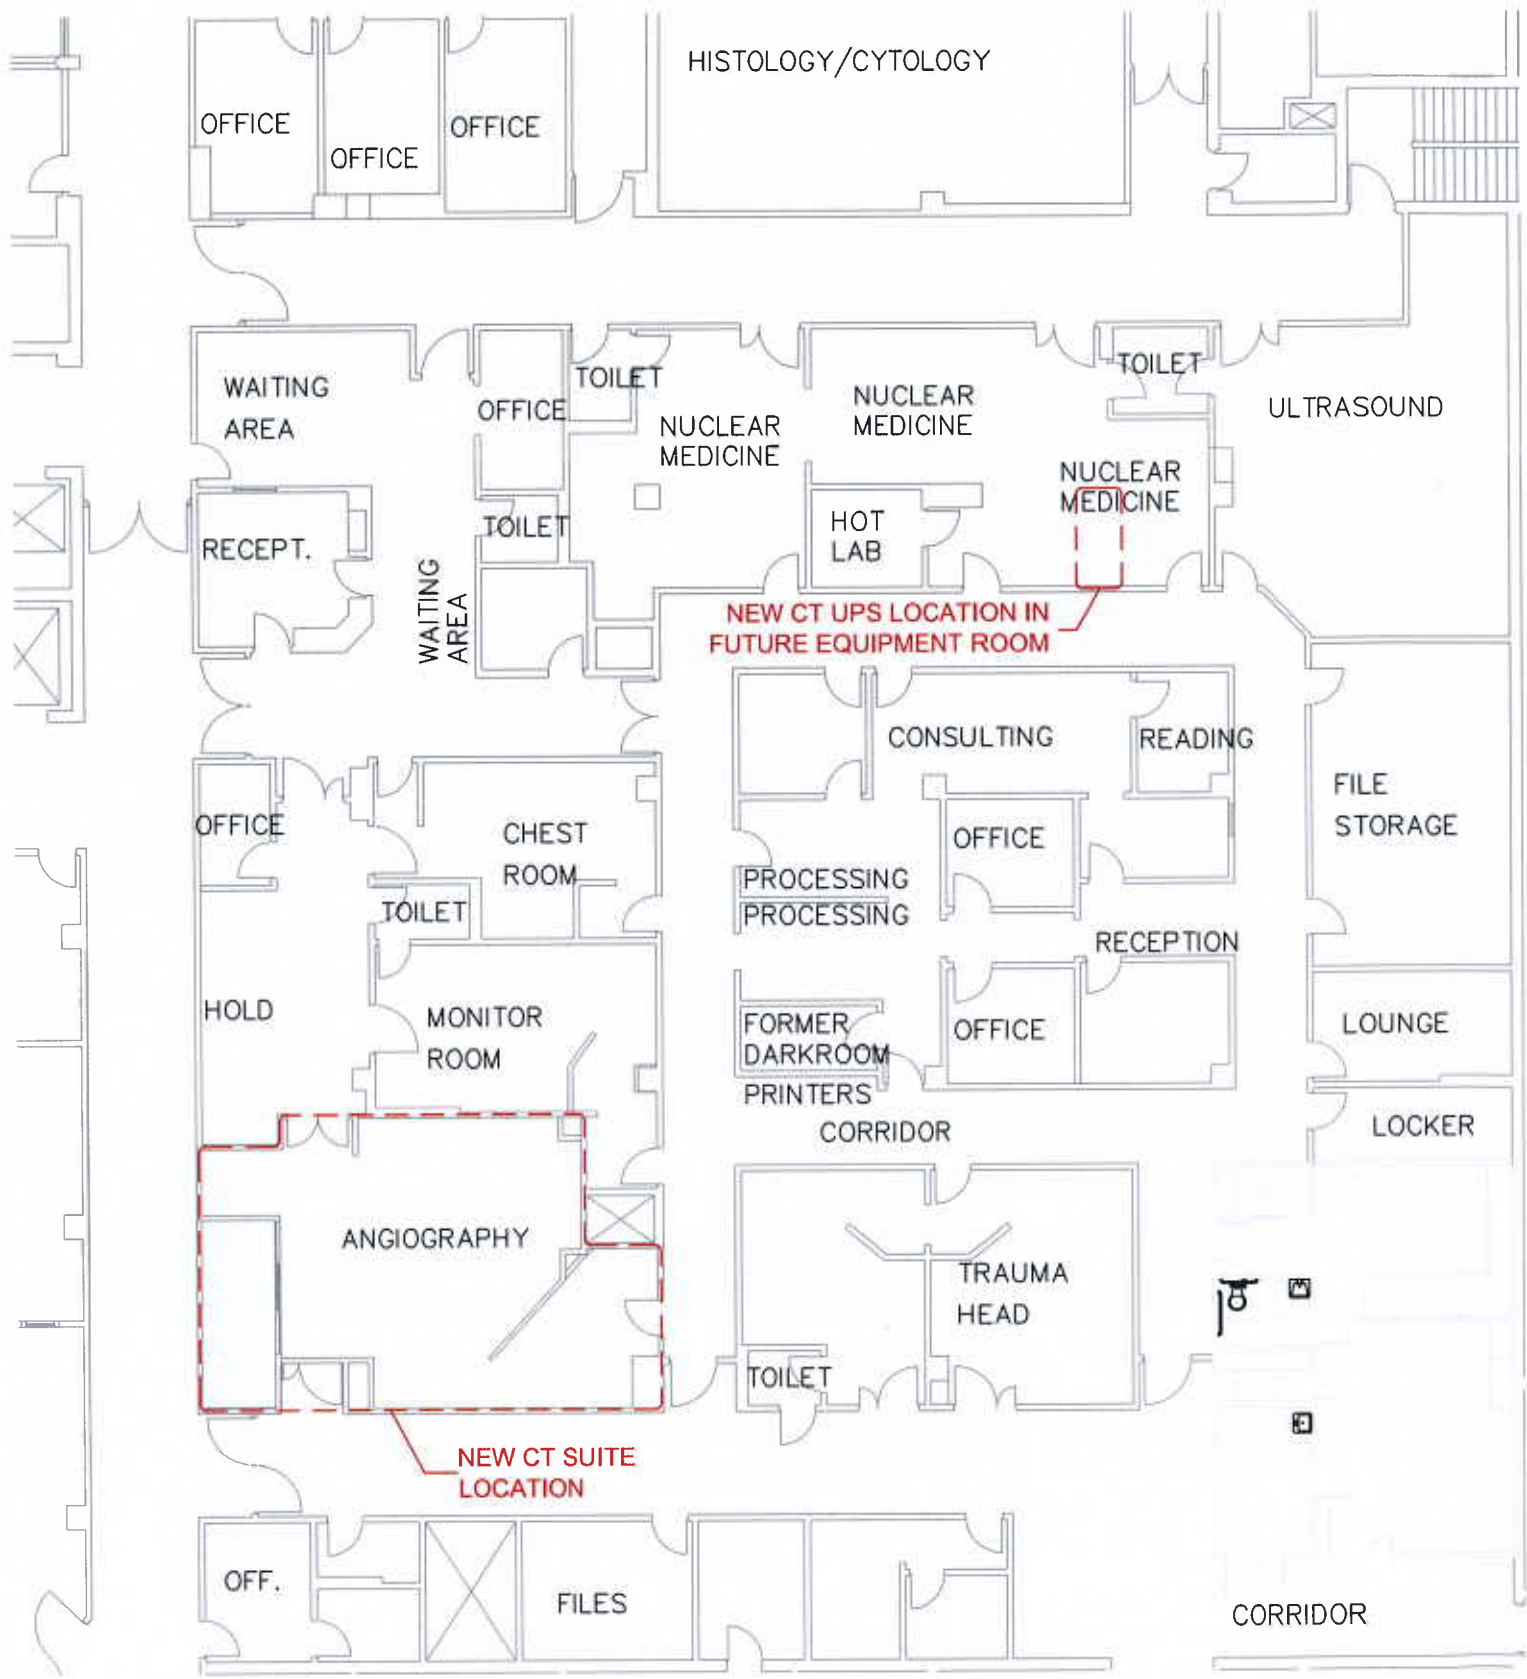 HISTOLOGY/CYTOLOGY
OFFICE
OFFICE
OFFICE
WAITING
AREA
OFFICE
TOILET
NUCLEAR
MEDICINE
NUCLEAR
MEDICINE
TOILET
ULTRASOUND
NUCLEAR
MEDICINE
RECEPT.
TOILET
HOT
LAB
WAITING
AREA
NEW CT UPS LOCATION IN
FUTURE EQUIPMENT ROOM
CONSULTING
READING
OFFICE
CHEST
ROOM
OFFICE
FILE
STORAGE
PROCESSING
PROCESSING
TOILET
RECEPTION
HOLD
MONITOR
ROOM
FORMER
DARKROOM
OFFICE
LOUNGE
PRINTERS
CORRIDOR
LOCKER
ANGIOGRAPHY
TRAUMA
HEAD
TOILET
NEW CT SUITE
LOCATION
OFF.
FILES
CORRIDOR